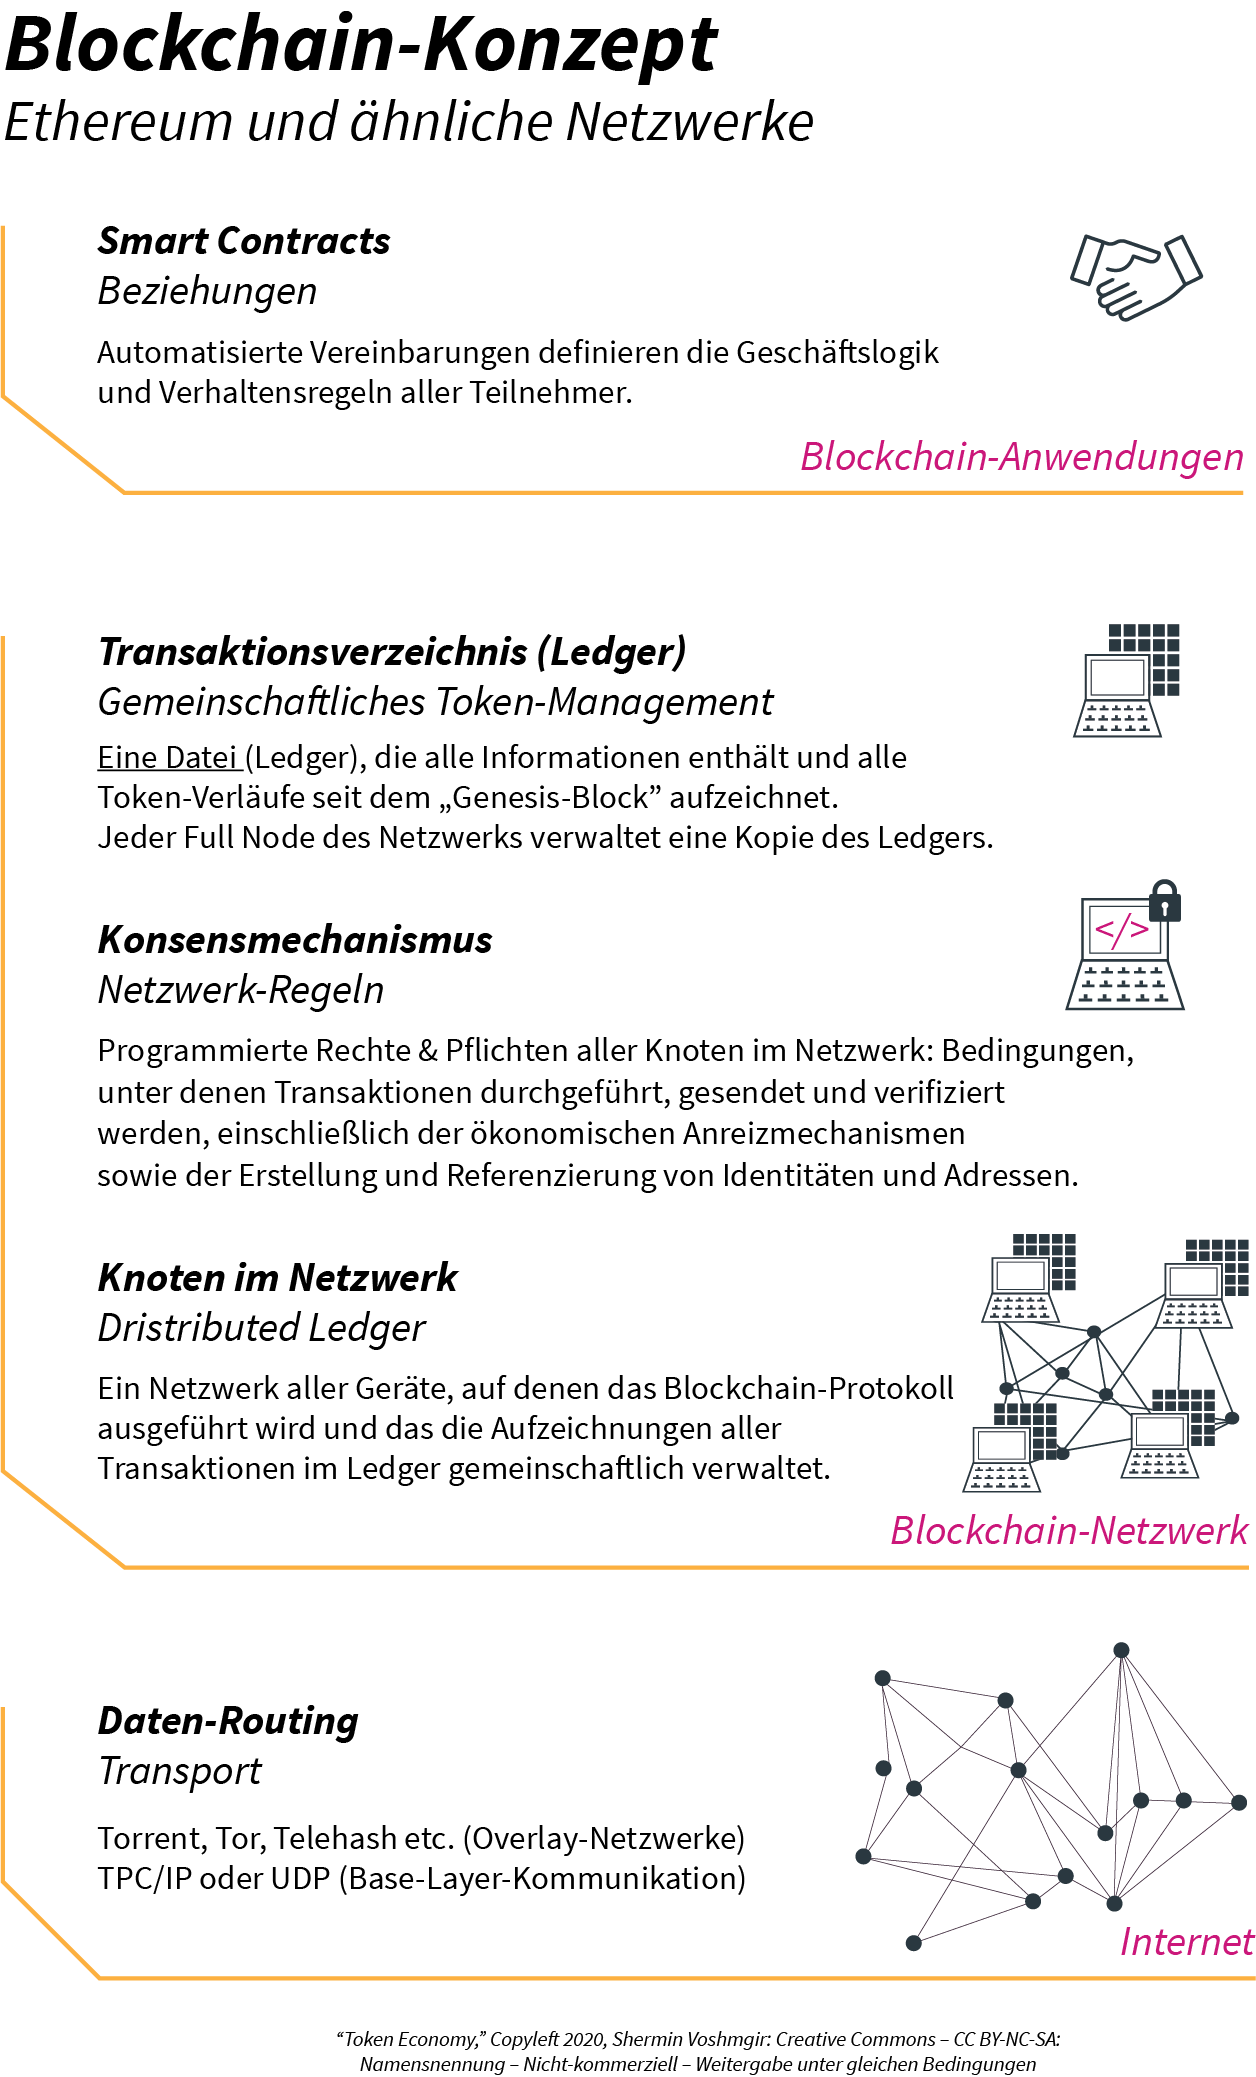 Blockchain-Konzept
Ethereum und ähnliche Netzwerke
Smart Contracts
Beziehungen
Automatisierte Vereinbarungen definieren die Geschäftslogik
und Verhaltensregeln aller Teilnehmer.
Blockchain-Anwendungen
Transaktionsverzeichnis (Ledger)
Gemeinschaftliches Token-Management
Eine Datei (Ledger), die alle Informationen enthält und alle
Token-Verläufe seit dem „Genesis-Block” aufzeichnet.
Jeder Full Node des Netzwerks verwaltet eine Kopie des Ledgers.
</>
Konsensmechanismus
Netzwerk-Regeln
Programmierte Rechte & Pflichten aller Knoten im Netzwerk: Bedingungen,
unter denen Transaktionen durchgeführt, gesendet und verifiziert
werden, einschließlich der ökonomischen Anreizmechanismen
sowie der Erstellung und Referenzierung von Identitäten und Adressen.
Knoten im Netzwerk
Dristributed Ledger
Ein Netzwerk aller Geräte, auf denen das Blockchain-Protokoll
ausgeführt wird und das die Aufzeichnungen aller
Transaktionen im Ledger gemeinschaftlich verwaltet.
Blockchain-Netzwerk
Daten-Routing
Transport
Torrent, Tor, Telehash etc. (Overlay-Netzwerke)
TPC/IP oder UDP (Base-Layer-Kommunikation)
Internet
“Token Economy,” Copyleft 2020, Shermin Voshmgir: Creative Commons – CC BY-NC-SA:
Namensnennung – Nicht-kommerziell – Weitergabe unter gleichen Bedingungen